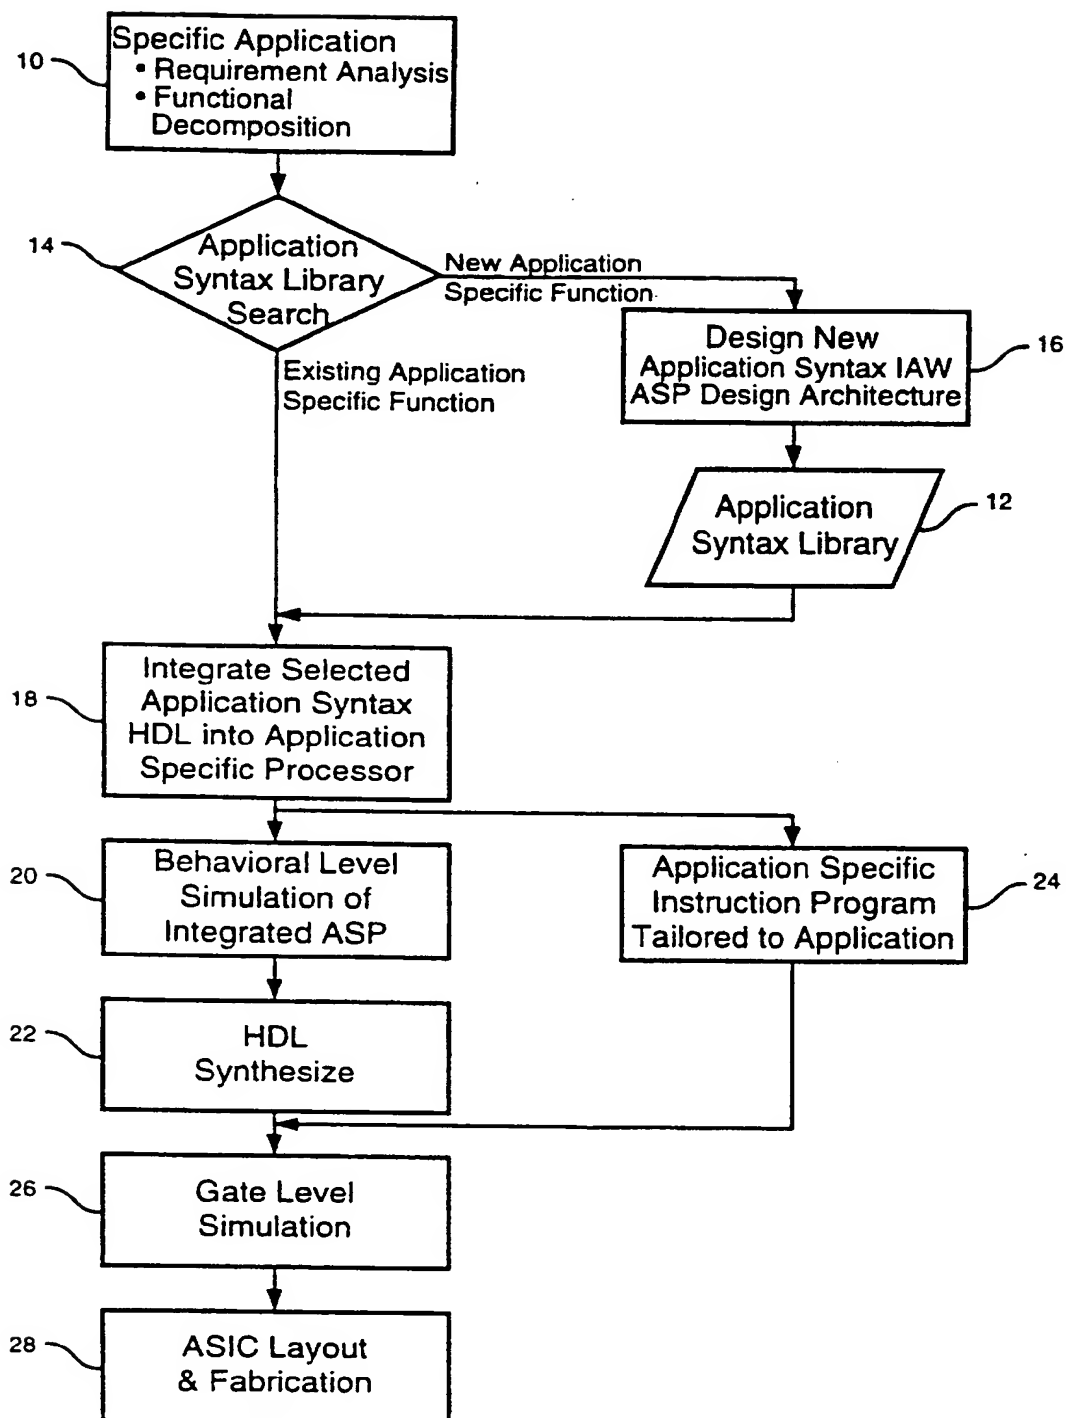 Specific Application
• Requirement Analysis
• Functional
Decomposition
10
Application
Syntax Library
Search
14
New Application
Specific Function
Existing Application
Specific Function
Design New
Application Syntax IAW
ASP Design Architecture
16
Application
Syntax Library
12
Integrate Selected
Application Syntax
HDL into Application
Specific Processor
18
Behavioral Level
Simulation of
Integrated ASP
20
Application Specific
Instruction Program
Tailored to Application
24
HDL
Synthesize
22
Gate Level
Simulation
26
ASIC Layout
& Fabrication
28